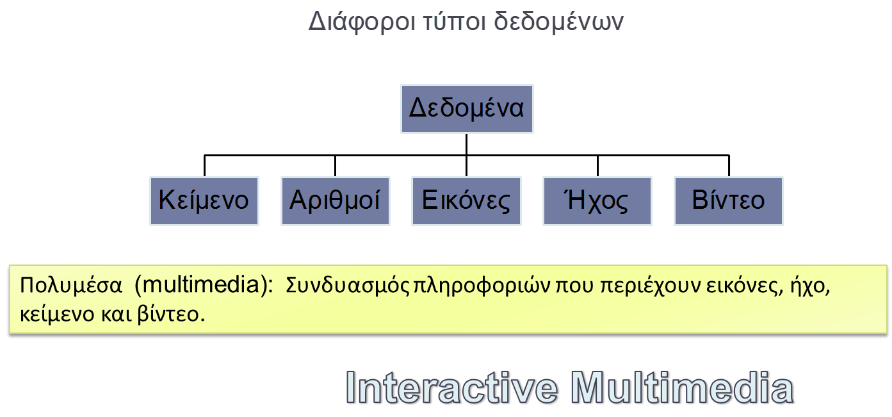 Διάφοροι τύποι δεδομένων
Δεδομένα
Κείμενο Αριθμοί Εικόνες Ήχος Βίντεο
Πολυμέσα (multimedia): Συνδυασμός πληροφοριών που περιέχουν εικόνες, ήχο,
κείμενο και βίντεο.
Interactive Multimedia